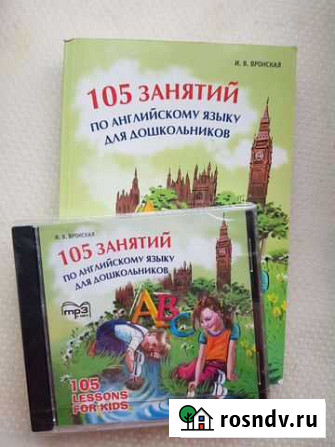 И. В. ВРОНСКАЯ
105 ЗАНЯТИЙ
ПО АНГЛИЙСКОМУ ЯЗЫКУ
ДЛЯ ДОШКОЛЬНИКОВ
И. В. ВРОНСКАЯ
105 ЗАНЯТИЙ
ПО АНГЛИЙСКОМУ ЯЗЫКУ
ДЛЯ ДОШКОЛЬНИКОВ
mp3
ABC
105
LESSONS
FOR KIDS
rosndv.ru